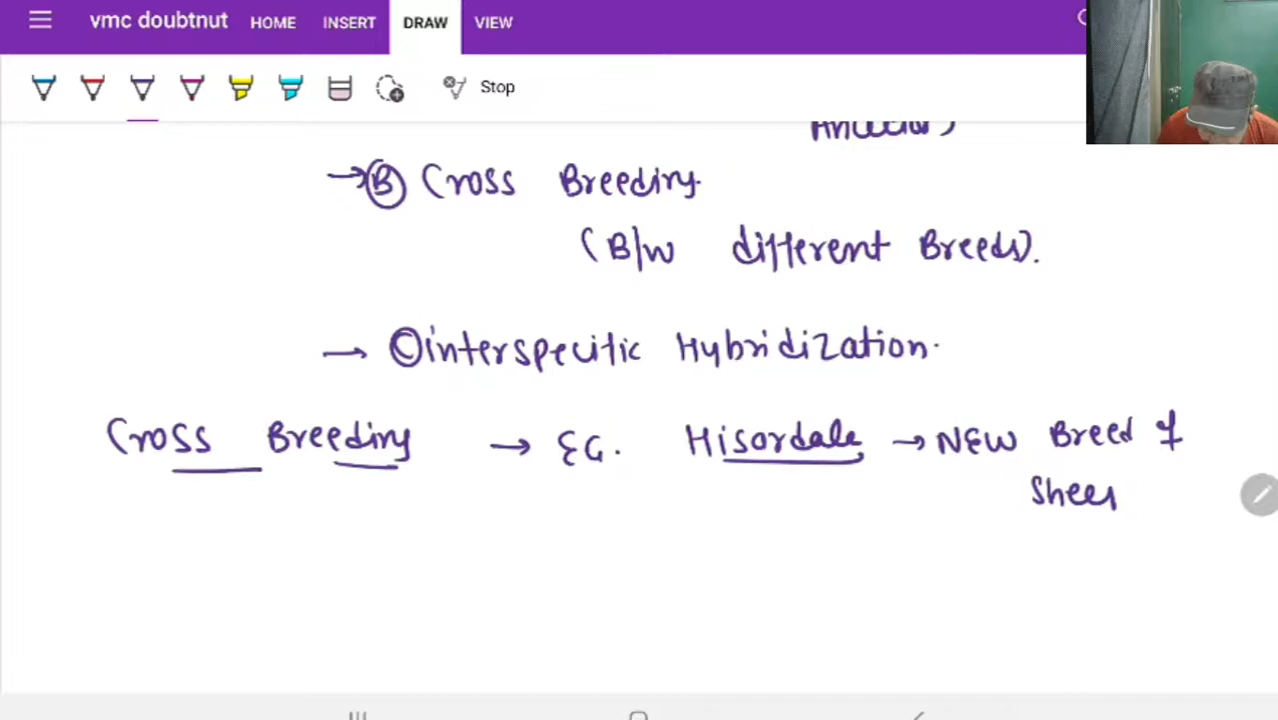 vmc doubtnut HOME INSERT DRAW VIEW
Stop
→ (B) Cross Breeding.
(B/w different Breeds).
→ (C) interspecific Hybridization.
Cross Breeding → EG. Hisordale → NEW Breed of
Sheep